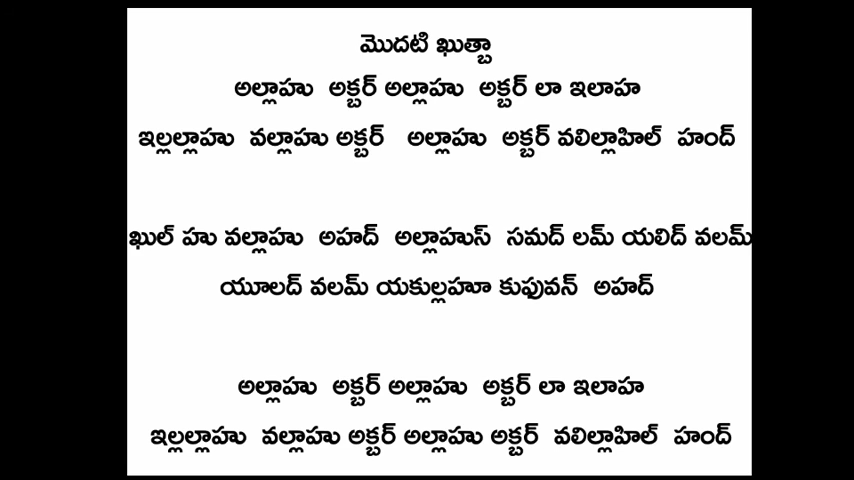 మొదటి ఖుత్బా
అల్లాహు అక్బర్ అల్లాహు అక్బర్ లా ఇలాహ
ఇల్లల్లాహు వల్లాహు అక్బర్ అల్లాహు అక్బర్ వలిల్లాహిల్ హంద్
ఖుల్ హు వల్లాహు అహద్ అల్లాహుస్ సమద్ లమ్ యలిద్ వలమ్
యూలద్ వలమ్ యకుల్లహూ కుఫువన్ అహద్
అల్లాహు అక్బర్ అల్లాహు అక్బర్ లా ఇలాహ
ఇల్లల్లాహు వల్లాహు అక్బర్ అల్లాహు అక్బర్ వలిల్లాహిల్ హంద్